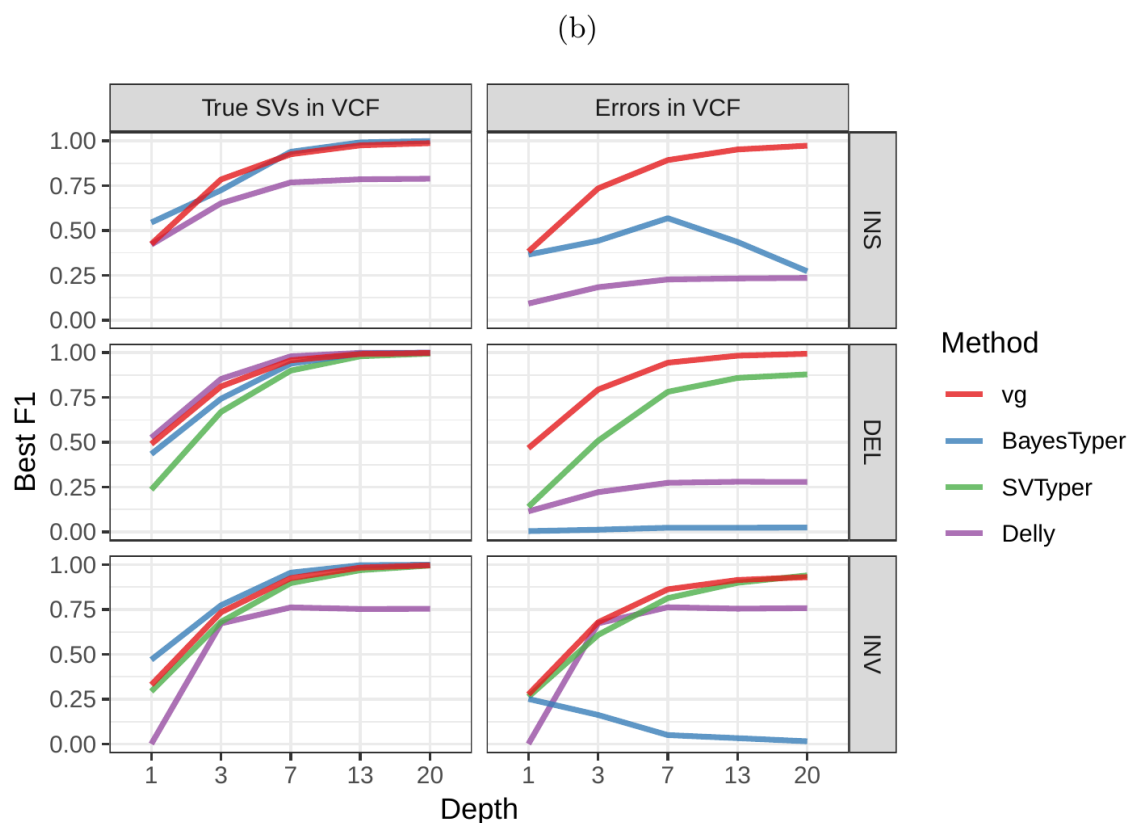 (b)
True SVs in VCF
Errors in VCF
Best F1
1.00
0.75
0.50
0.25
0.00
INS
1.00
0.75
0.50
0.25
0.00
DEL
1.00
0.75
0.50
0.25
0.00
INV
1 3 7 13 20
1 3 7 13 20
Depth
Method
vg
BayesTyper
SVTyper
Delly